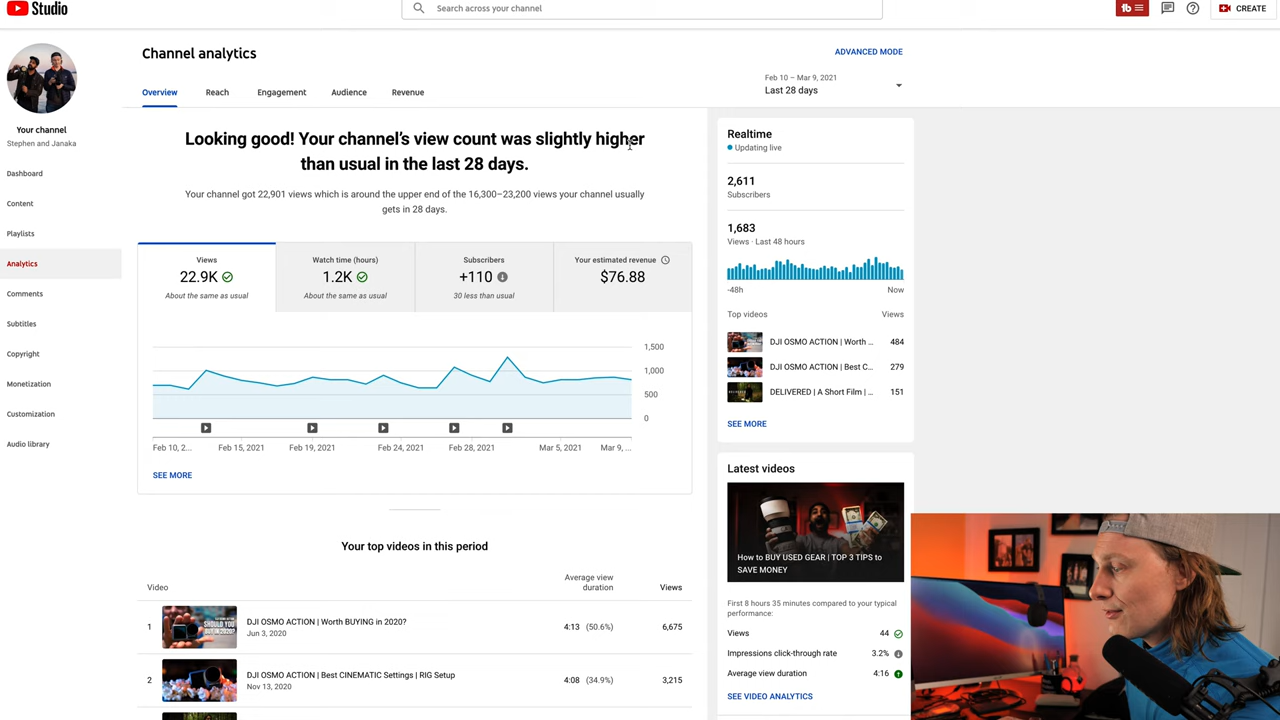 Studio
Search across your channel
tb
CREATE
Channel analytics
ADVANCED MODE
Feb 10 – Mar 9, 2021
Last 28 days
Overview
Reach
Engagement
Audience
Revenue
Your channel
Stephen and Janaka
Dashboard
Content
Playlists
Analytics
Comments
Subtitles
Copyright
Monetization
Customization
Audio library
Looking good! Your channel's view count was slightly higher
than usual in the last 28 days.
Your channel got 22,901 views which is around the upper end of the 16,300–23,200 views your channel usually
gets in 28 days.
Views
22.9K
About the same as usual
Watch time (hours)
1.2K
About the same as usual
Subscribers
+110
30 less than usual
Your estimated revenue
$76.88
1,500
1,000
500
0
Feb 10, 2...
Feb 15, 2021
Feb 19, 2021
Feb 24, 2021
Feb 28, 2021
Mar 5, 2021
Mar 9, ...
SEE MORE
Your top videos in this period
Video
Average view
duration
Views
1
SHOULD YOU
BUY IN 2020?
DJI OSMO ACTION | Worth BUYING in 2020?
Jun 3, 2020
4:13 (50.6%)
6,675
2
DJI OSMO ACTION | Best CINEMATIC Settings | RIG Setup
Nov 13, 2020
4:08 (34.9%)
3,215
Realtime
Updating live
2,611
Subscribers
1,683
Views · Last 48 hours
-48h
Now
Top videos
Views
DJI OSMO ACTION | Worth ...
484
DJI OSMO ACTION | Best C...
279
DELIVERED | A Short Film | ...
151
SEE MORE
Latest videos
How to BUY USED GEAR | TOP 3 TIPS to
SAVE MONEY
First 8 hours 35 minutes compared to your typical
performance:
Views
44
Impressions click-through rate
3.2%
Average view duration
4:16
SEE VIDEO ANALYTICS